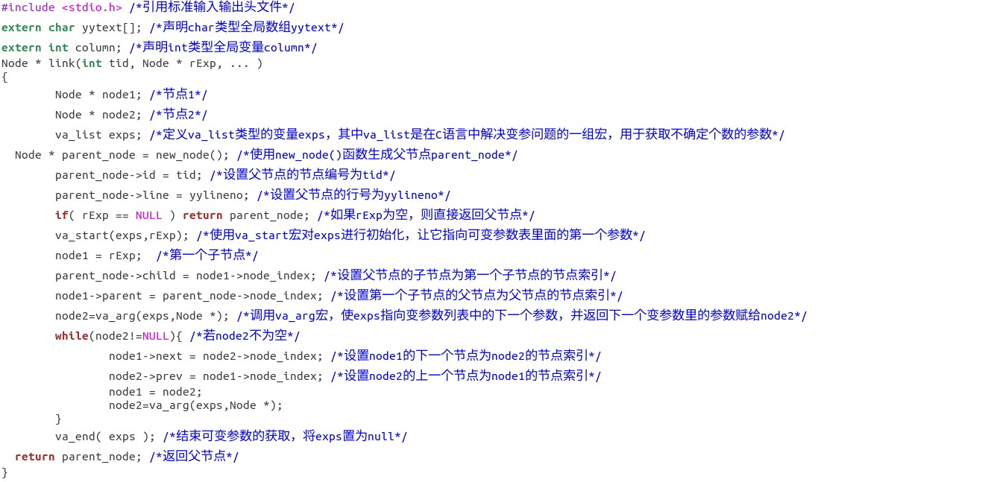 #include <stdio.h> /*引用标准输入输出头文件*/
extern char yytext[]; /*声明char类型全局数组yytext*/
extern int column; /*声明int类型全局变量column*/
Node * link(int tid, Node * rExp, ... )
{
        Node * node1; /*节点1*/
        Node * node2; /*节点2*/
        va_list exps; /*定义va_list类型的变量exps，其中va_list是在C语言中解决变参问题的一组宏，用于获取不确定个数的参数*/
  Node * parent_node = new_node(); /*使用new_node()函数生成父节点parent_node*/
        parent_node->id = tid; /*设置父节点的节点编号为tid*/
        parent_node->line = yylineno; /*设置父节点的行号为yylineno*/
        if( rExp == NULL ) return parent_node; /*如果rExp为空，则直接返回父节点*/
        va_start(exps,rExp); /*使用va_start宏对exps进行初始化，让它指向可变参数表里面的第一个参数*/
        node1 = rExp;  /*第一个子节点*/
        parent_node->child = node1->node_index; /*设置父节点的子节点为第一个子节点的节点索引*/
        node1->parent = parent_node->node_index; /*设置第一个子节点的父节点为父节点的节点索引*/
        node2=va_arg(exps,Node *); /*调用va_arg宏，使exps指向变参数列表中的下一个参数，并返回下一个变参数里的参数赋给node2*/
        while(node2!=NULL){ /*若node2不为空*/
                node1->next = node2->node_index; /*设置node1的下一个节点为node2的节点索引*/
                node2->prev = node1->node_index; /*设置node2的上一个节点为node1的节点索引*/
                node1 = node2;
                node2=va_arg(exps,Node *);
        }
        va_end( exps ); /*结束可变参数的获取，将exps置为null*/
  return parent_node; /*返回父节点*/
}